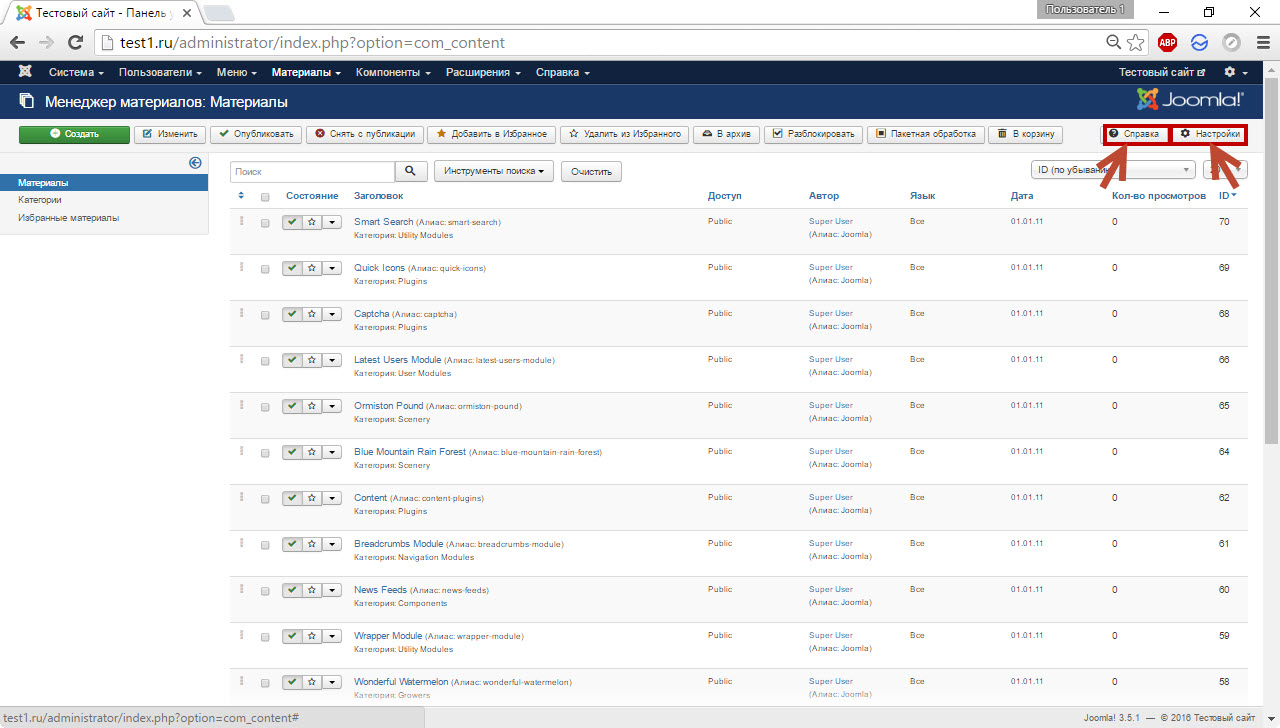 Тестовый сайт - Панель у
Пользователь 1
test1.ru/administrator/index.php?option=com_content
ABP
Система Пользователи Меню Материалы Компоненты Расширения Справка Тестовый сайт
Менеджер материалов: Материалы Joomla!
Создать Изменить Опубликовать Снять с публикации Добавить в Избранное Удалить из Избранного В архив Разблокировать Пакетная обработка В корзину Справка Настройки
Материалы
Категории
Избранные материалы
Поиск Инструменты поиска Очистить ID (по убыванию
Состояние Заголовок Доступ Автор Язык Дата Кол-во просмотров ID
Smart Search (Алиас: smart-search) Public Super User Все 01.01.11 0 70
Категория: Utility Modules (Алиас: Joomla)
Quick Icons (Алиас: quick-icons) Public Super User Все 01.01.11 0 69
Категория: Plugins (Алиас: Joomla)
Captcha (Алиас: captcha) Public Super User Все 01.01.11 0 68
Категория: Plugins (Алиас: Joomla)
Latest Users Module (Алиас: latest-users-module) Public Super User Все 01.01.11 0 66
Категория: User Modules (Алиас: Joomla)
Ormiston Pound (Алиас: ormiston-pound) Public Super User Все 01.01.11 0 65
Категория: Scenery (Алиас: Joomla)
Blue Mountain Rain Forest (Алиас: blue-mountain-rain-forest) Public Super User Все 01.01.11 0 64
Категория: Scenery (Алиас: Joomla)
Content (Алиас: content-plugins) Public Super User Все 01.01.11 0 62
Категория: Plugins (Алиас: Joomla)
Breadcrumbs Module (Алиас: breadcrumbs-module) Public Super User Все 01.01.11 0 61
Категория: Navigation Modules (Алиас: Joomla)
News Feeds (Алиас: news-feeds) Public Super User Все 01.01.11 0 60
Категория: Components (Алиас: Joomla)
Wrapper Module (Алиас: wrapper-module) Public Super User Все 01.01.11 0 59
Категория: Utility Modules (Алиас: Joomla)
Wonderful Watermelon (Алиас: wonderful-watermelon) Public Super User Все 01.01.11 0 58
Категория: Growers (Алиас: Joomla)
test1.ru/administrator/index.php?option=com_content# Joomla! 3.5.1 — © 2016 Тестовый сайт